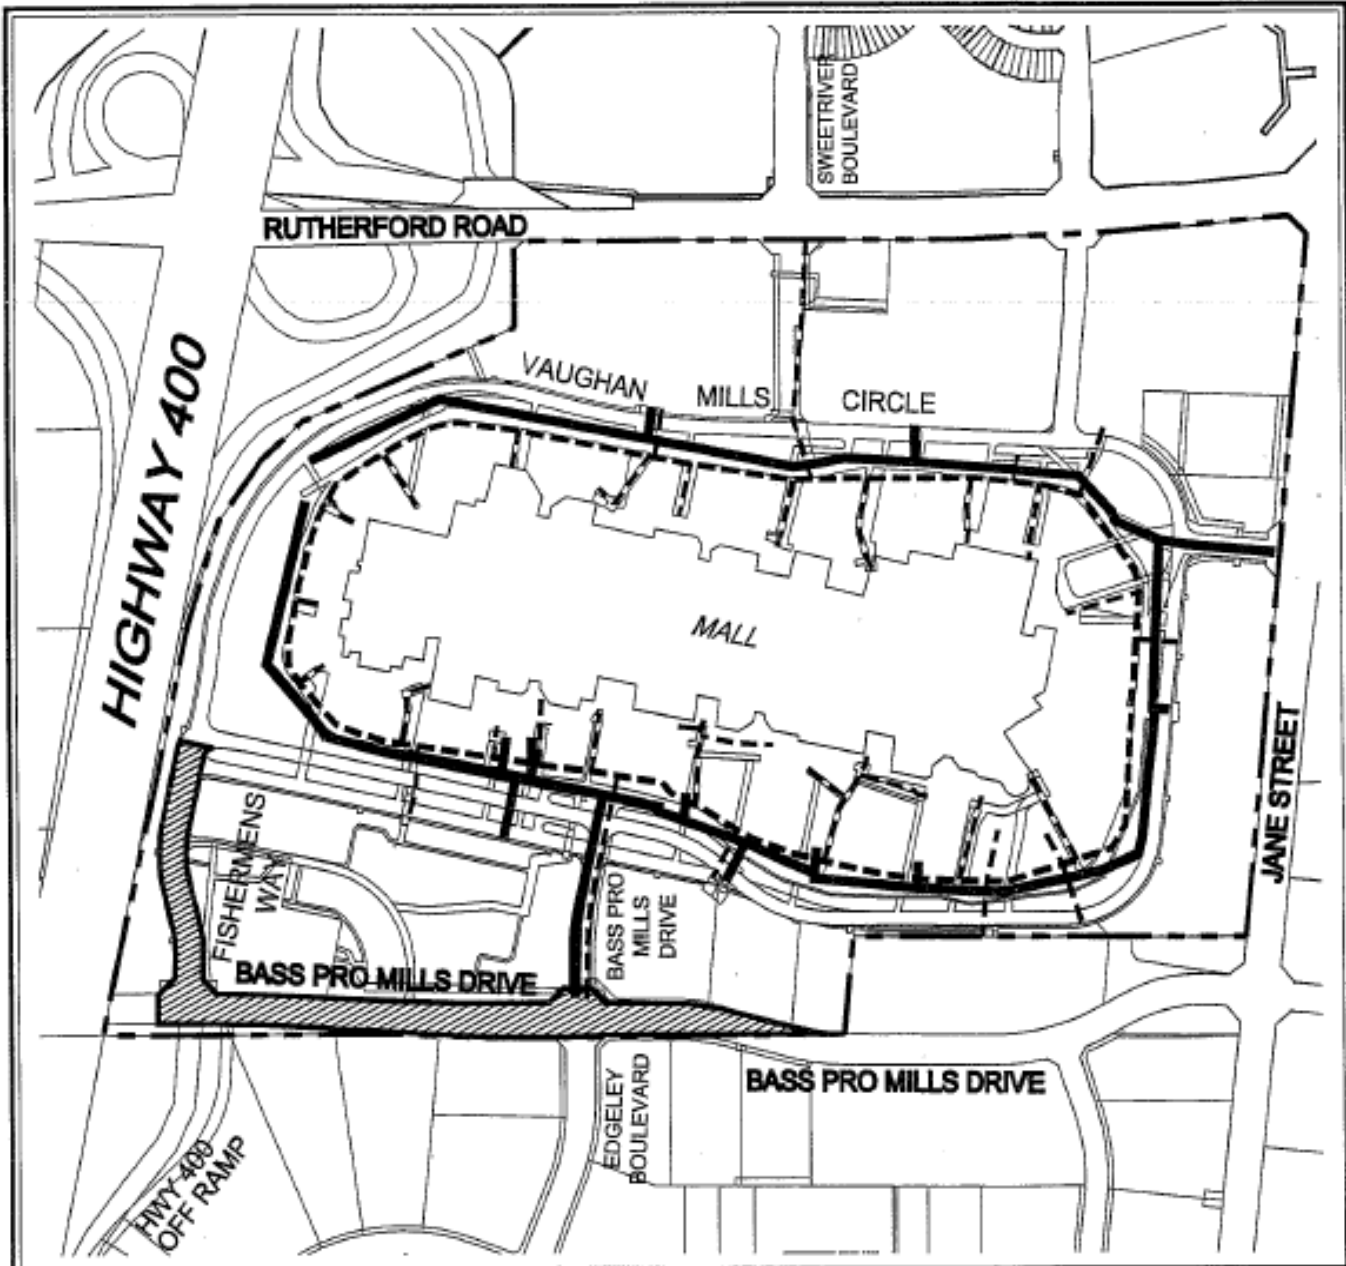 SWEETRIVER
BOULEVARD
RUTHERFORD ROAD
HIGHWAY 400
VAUGHAN MILLS CIRCLE
MALL
JANE STREET
FISHERMENS
WAY
BASS PRO
MILLS
DRIVE
BASS PRO MILLS DRIVE
BASS PRO MILLS DRIVE
EDGELEY
BOULEVARD
HWY 400
OFF RAMP